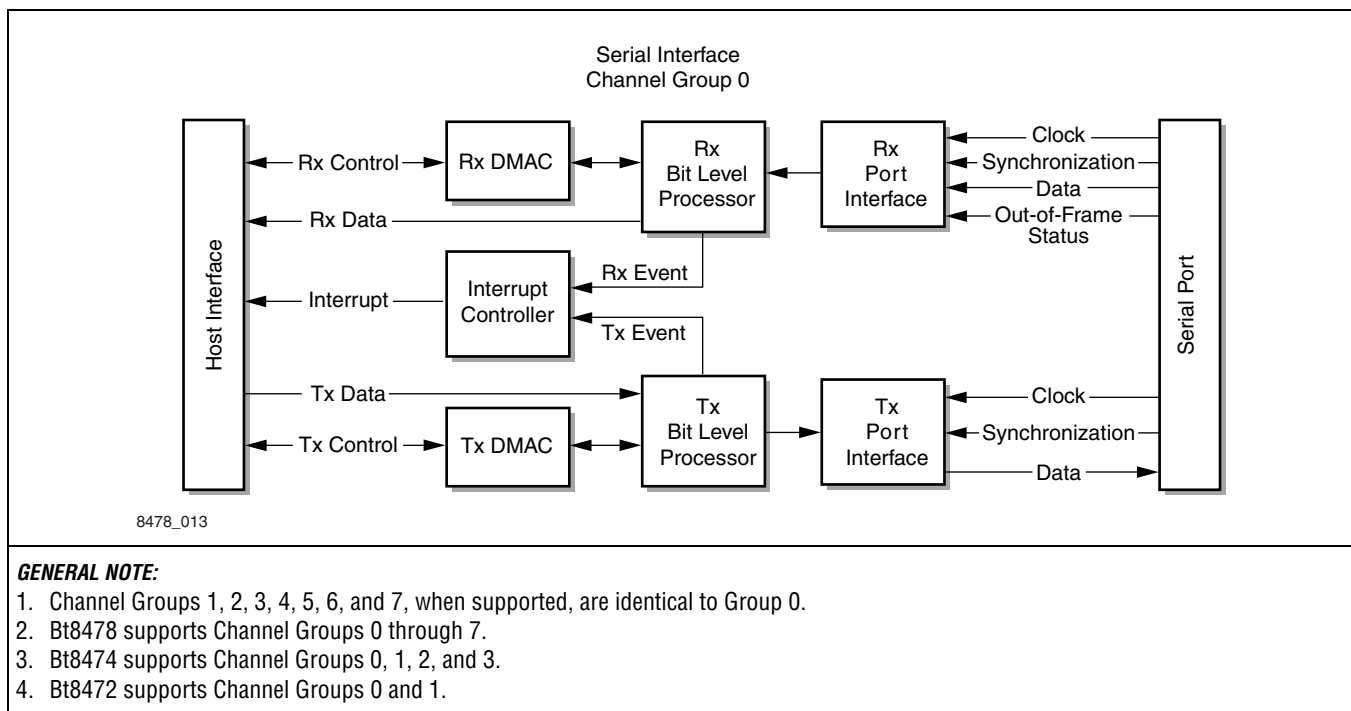 Serial Interface
Channel Group 0
Host Interface
Rx Control
Rx DMAC
Rx
Bit Level
Processor
Rx
Port
Interface
Clock
Synchronization
Data
Out-of-Frame
Status
Serial Port
Rx Data
Interrupt
Interrupt
Controller
Rx Event
Tx Event
Tx Data
Tx Control
Tx DMAC
Tx
Bit Level
Processor
Tx
Port
Interface
Clock
Synchronization
Data
8478_013
GENERAL NOTE:
1. Channel Groups 1, 2, 3, 4, 5, 6, and 7, when supported, are identical to Group 0.
2. Bt8478 supports Channel Groups 0 through 7.
3. Bt8474 supports Channel Groups 0, 1, 2, and 3.
4. Bt8472 supports Channel Groups 0 and 1.